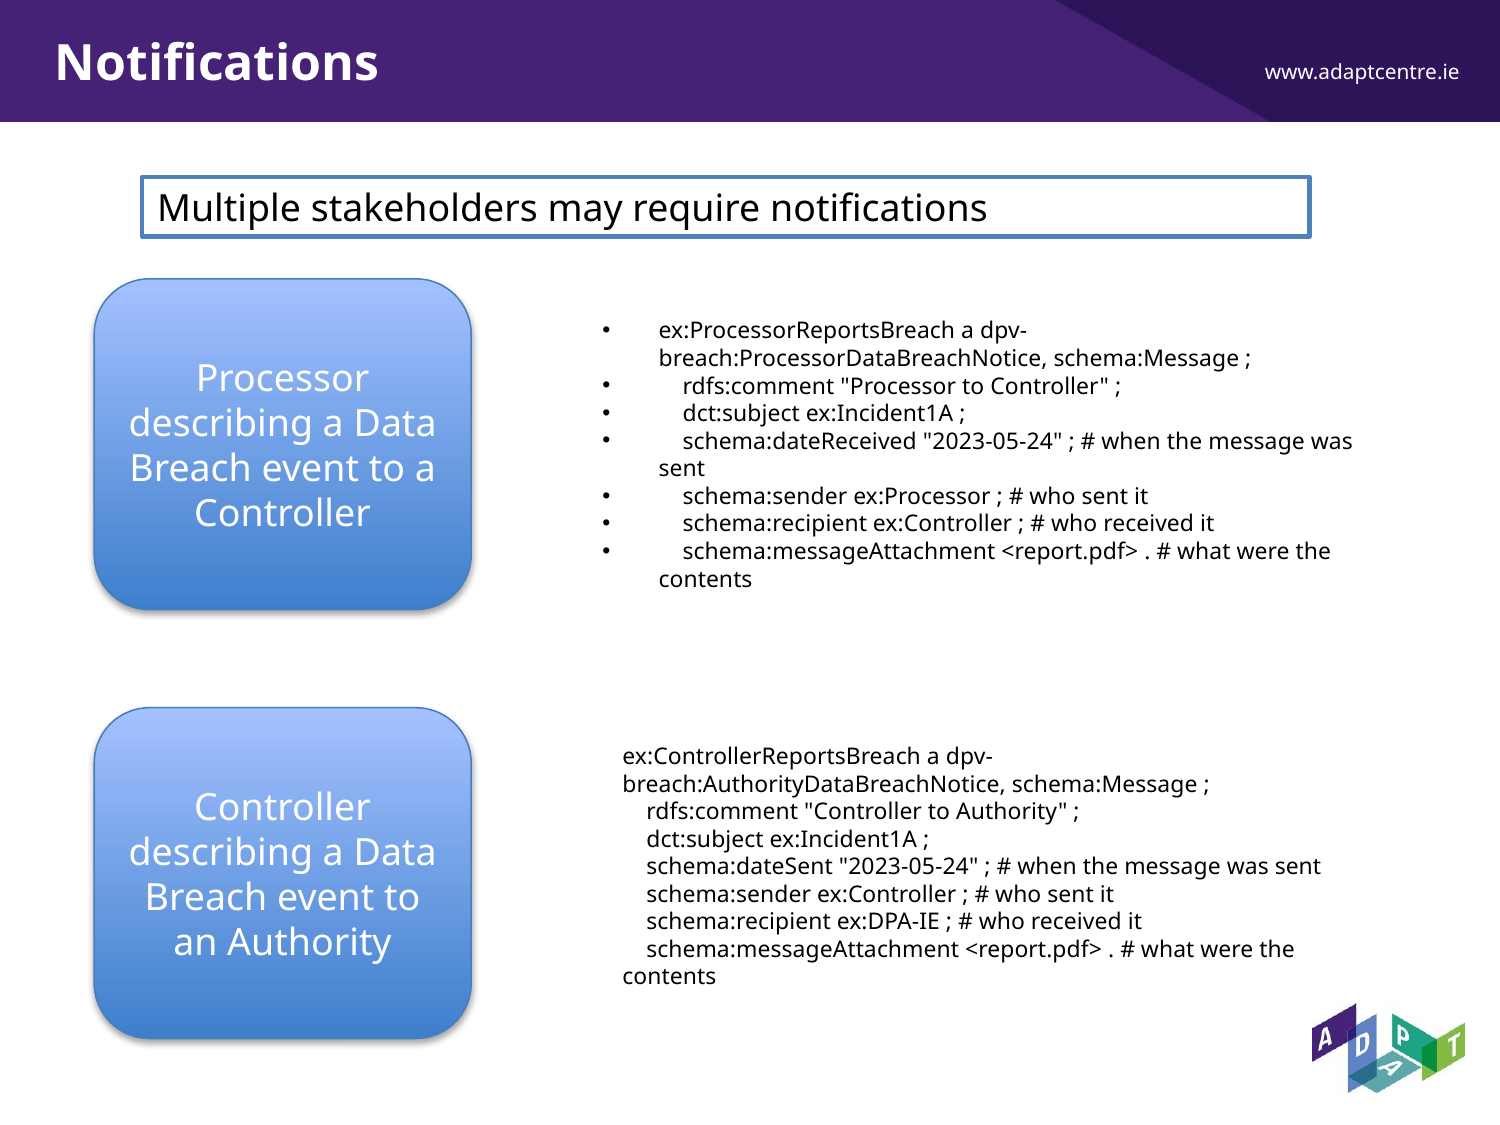 Notifications
www.adaptcentre.ie
Multiple stakeholders may require notifications
Processor
describing a Data
Breach event to a
Controller
• ex:ProcessorReportsBreach a dpv-
breach:ProcessorDataBreachNotice, schema:Message ;
• rdfs:comment "Processor to Controller" ;
• dct:subject ex:Incident1A ;
• schema:dateReceived "2023-05-24" ; # when the message was
sent
• schema:sender ex:Processor ; # who sent it
• schema:recipient ex:Controller ; # who received it
• schema:messageAttachment <report.pdf> . # what were the
contents
Controller
describing a Data
Breach event to
an Authority
ex:ControllerReportsBreach a dpv-
breach:AuthorityDataBreachNotice, schema:Message ;
rdfs:comment "Controller to Authority" ;
dct:subject ex:Incident1A ;
schema:dateSent "2023-05-24" ; # when the message was sent
schema:sender ex:Controller ; # who sent it
schema:recipient ex:DPA-IE ; # who received it
schema:messageAttachment <report.pdf> . # what were the
contents
ADAPT